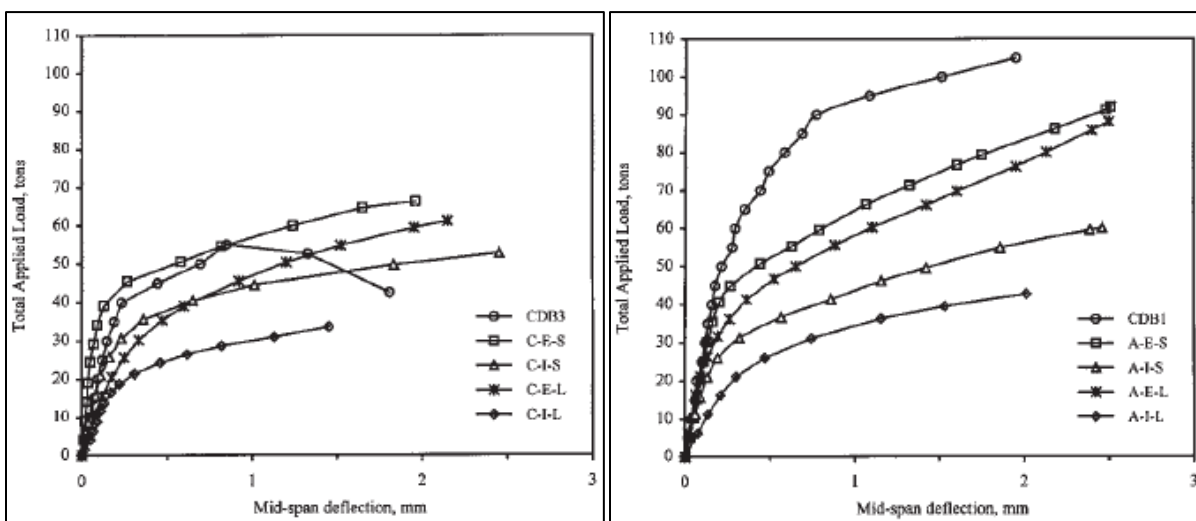 Total Applied Load, tons
110
100
90
80
70
60
50
40
30
20
10
0
0 1 2 3
Mid-span deflection, mm
CDB3
C-E-S
C-I-S
C-E-L
C-I-L
Total Applied Load, tons
110
100
90
80
70
60
50
40
30
20
10
0
0 1 2 3
Mid-span deflection, mm
CDB1
A-E-S
A-I-S
A-E-L
A-I-L